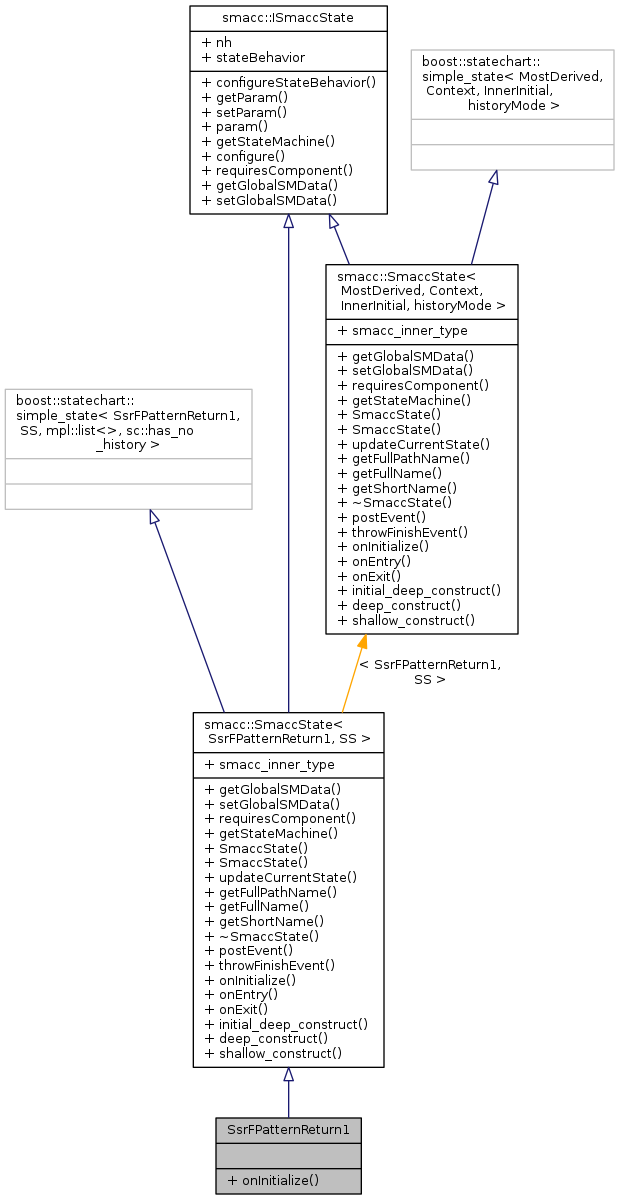 smacc::ISmaccState
+ nh
+ stateBehavior
+ configureStateBehavior()
+ getParam()
+ setParam()
+ param()
+ getStateMachine()
+ configure()
+ requiresComponent()
+ getGlobalSMData()
+ setGlobalSMData()
boost::statechart::
simple_state< MostDerived,
Context, InnerInitial,
historyMode >
smacc::SmaccState<
MostDerived, Context,
InnerInitial, historyMode >
+ smacc_inner_type
+ getGlobalSMData()
+ setGlobalSMData()
+ requiresComponent()
+ getStateMachine()
+ SmaccState()
+ SmaccState()
+ updateCurrentState()
+ getFullPathName()
+ getFullName()
+ getShortName()
+ ~SmaccState()
+ postEvent()
+ throwFinishEvent()
+ onInitialize()
+ onEntry()
+ onExit()
+ initial_deep_construct()
+ deep_construct()
+ shallow_construct()
boost::statechart::
simple_state< SsrFPatternReturn1,
SS, mpl::list<>, sc::has_no
_history >
< SsrFPatternReturn1,
SS >
smacc::SmaccState<
SsrFPatternReturn1, SS >
+ smacc_inner_type
+ getGlobalSMData()
+ setGlobalSMData()
+ requiresComponent()
+ getStateMachine()
+ SmaccState()
+ SmaccState()
+ updateCurrentState()
+ getFullPathName()
+ getFullName()
+ getShortName()
+ ~SmaccState()
+ postEvent()
+ throwFinishEvent()
+ onInitialize()
+ onEntry()
+ onExit()
+ initial_deep_construct()
+ deep_construct()
+ shallow_construct()
SsrFPatternReturn1
+ onInitialize()